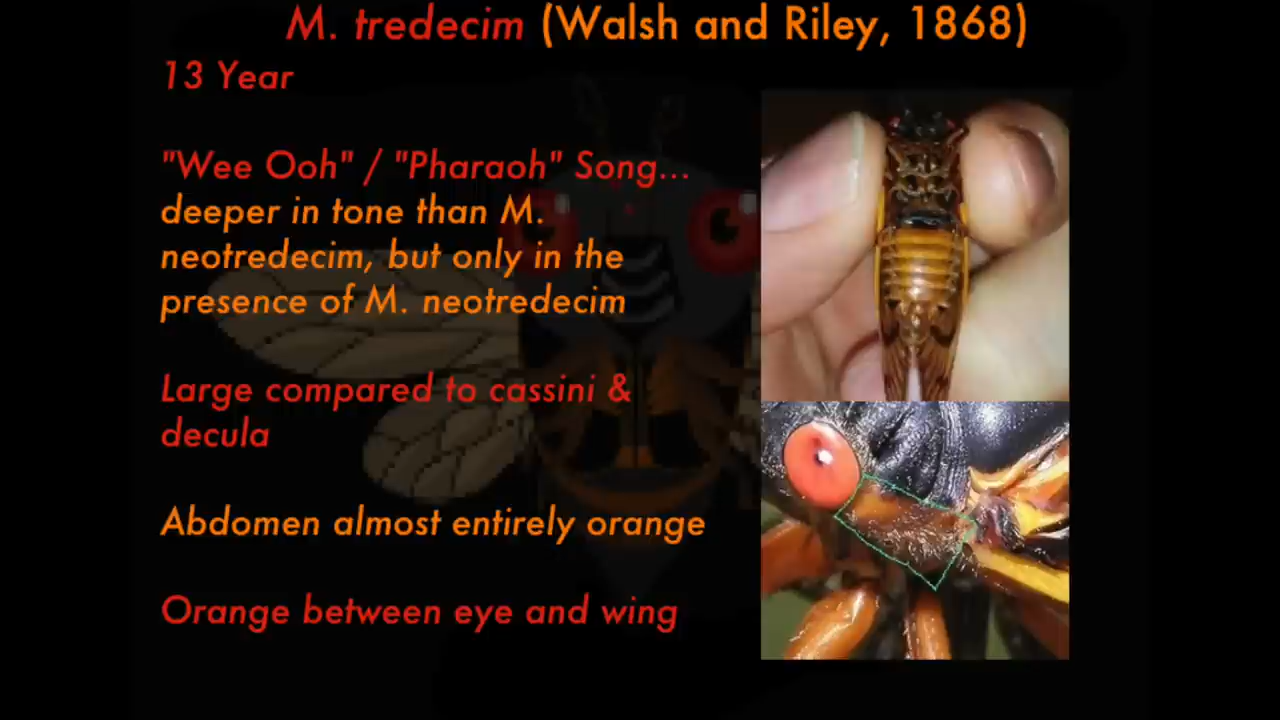 M. tredecim (Walsh and Riley, 1868)
13 Year
"Wee Ooh" / "Pharaoh" Song...
deeper in tone than M.
neotredecim, but only in the
presence of M. neotredecim
Large compared to cassini &
decula
Abdomen almost entirely orange
Orange between eye and wing